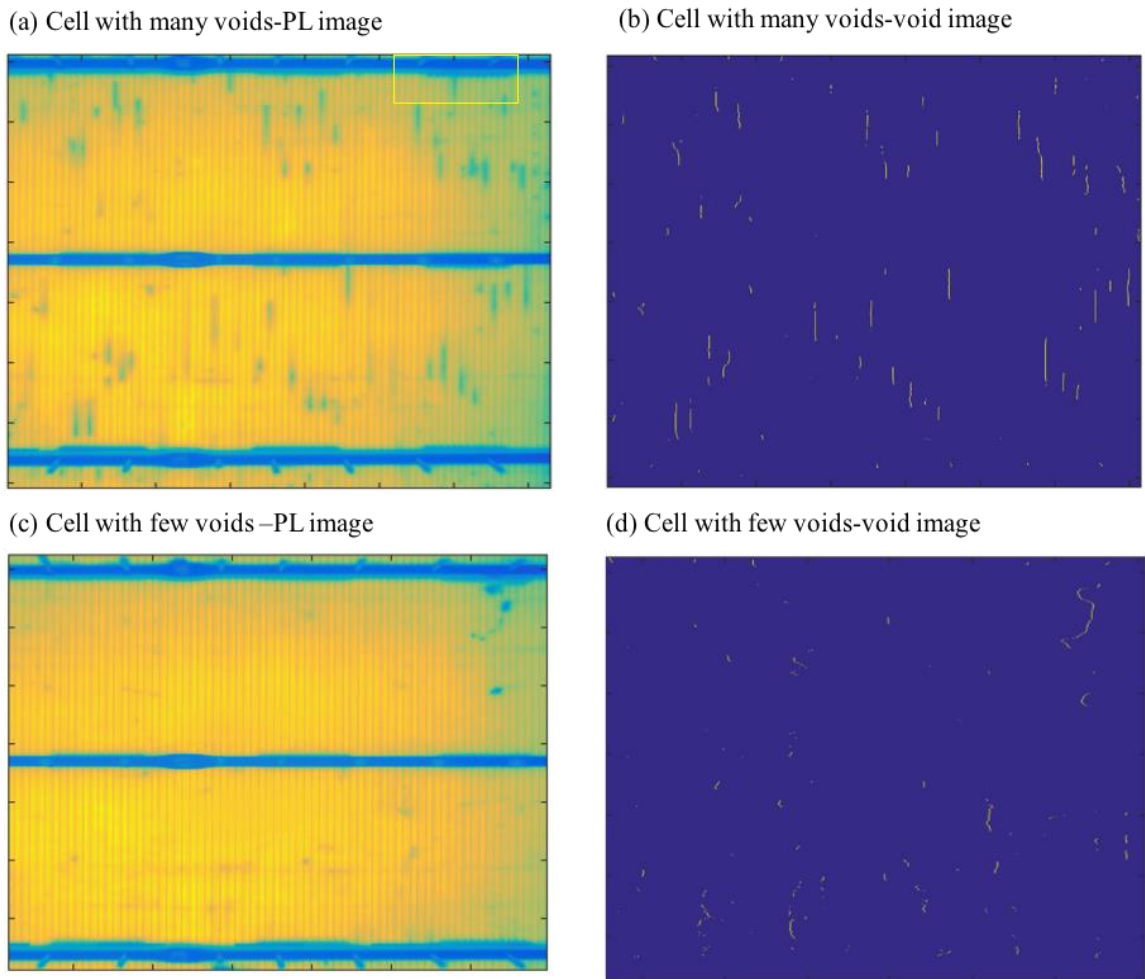 (a) Cell with many voids-PL image
(b) Cell with many voids-void image
(c) Cell with few voids –PL image
(d) Cell with few voids-void image